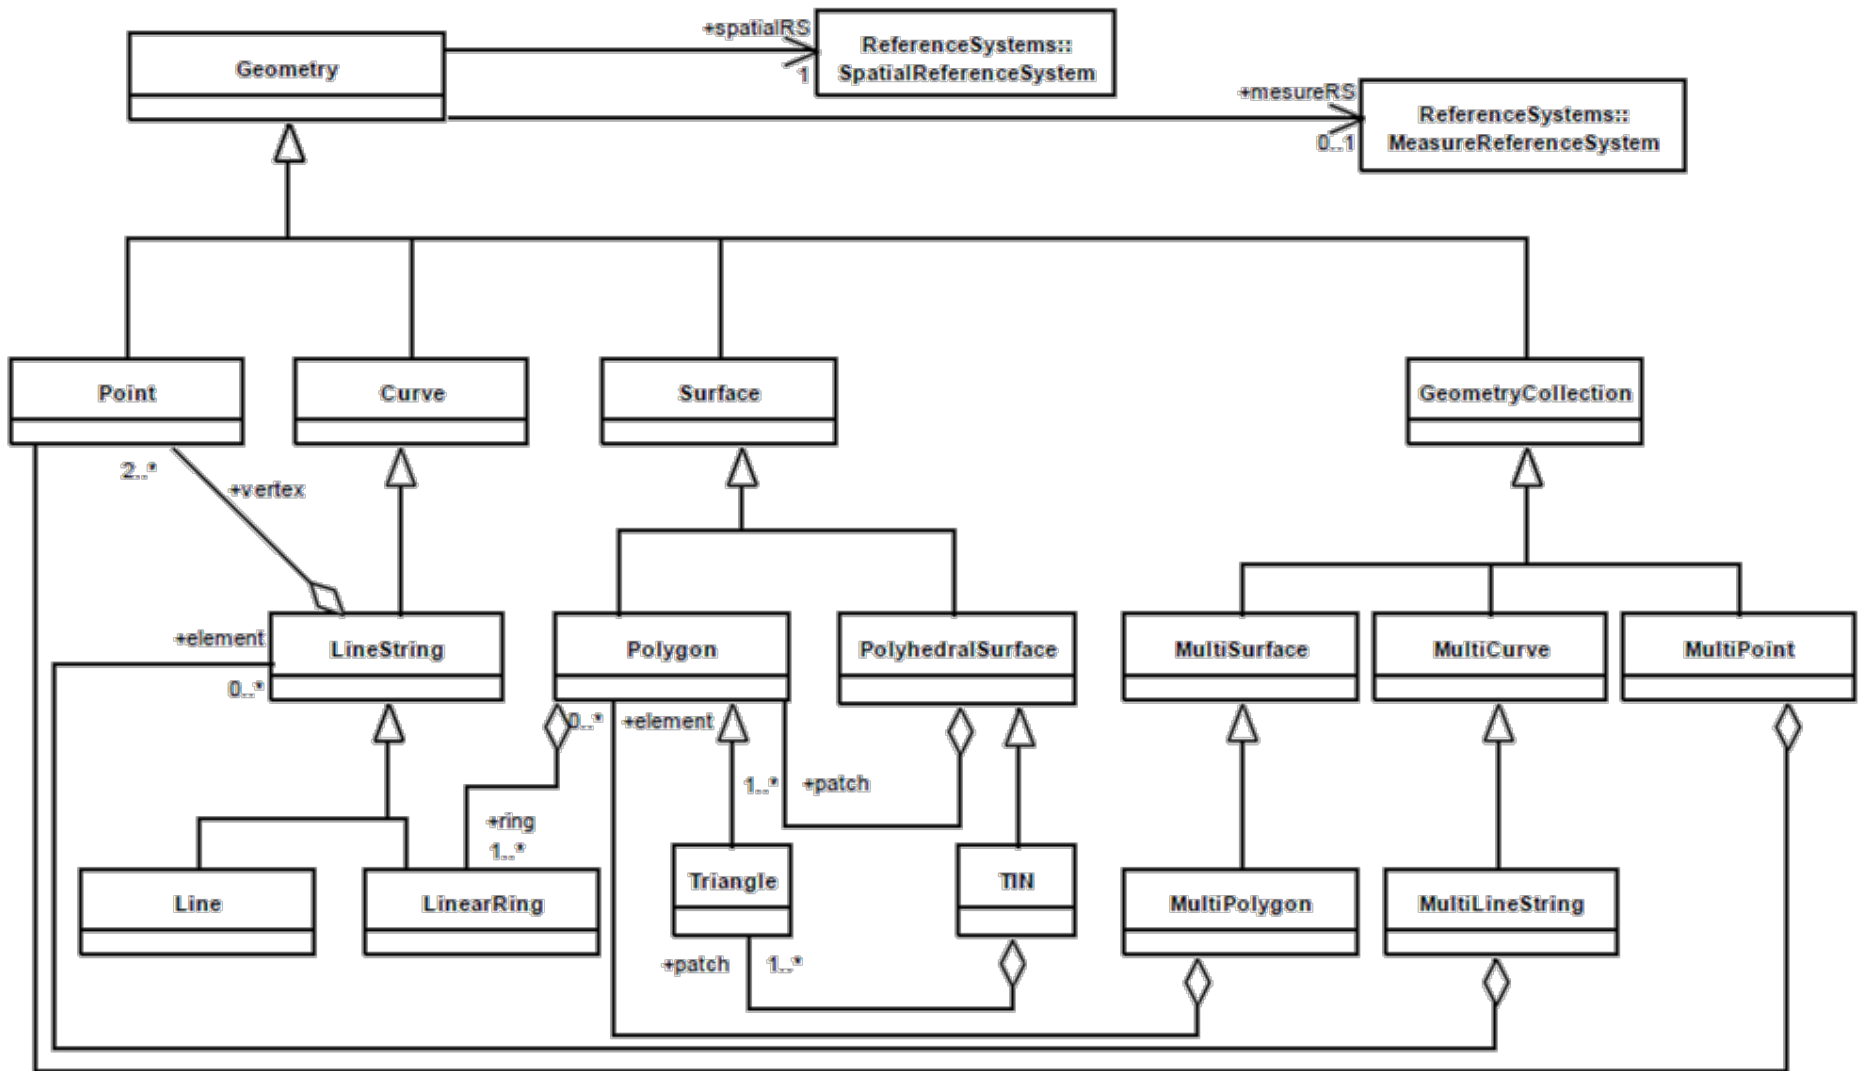 +spatialRS
1
ReferenceSystems::
SpatialReferenceSystem
Geometry
+mesureRS
0..1
ReferenceSystems::
MeasureReferenceSystem
Point
Curve
Surface
GeometryCollection
2..*
+vertex
+element
0..*
LineString
Polygon
PolyhedralSurface
MultiSurface
MultiCurve
MultiPoint
0..*
+element
1..*
+patch
+ring
1..*
Line
LinearRing
Triangle
TIN
MultiPolygon
MultiLineString
+patch
1..*